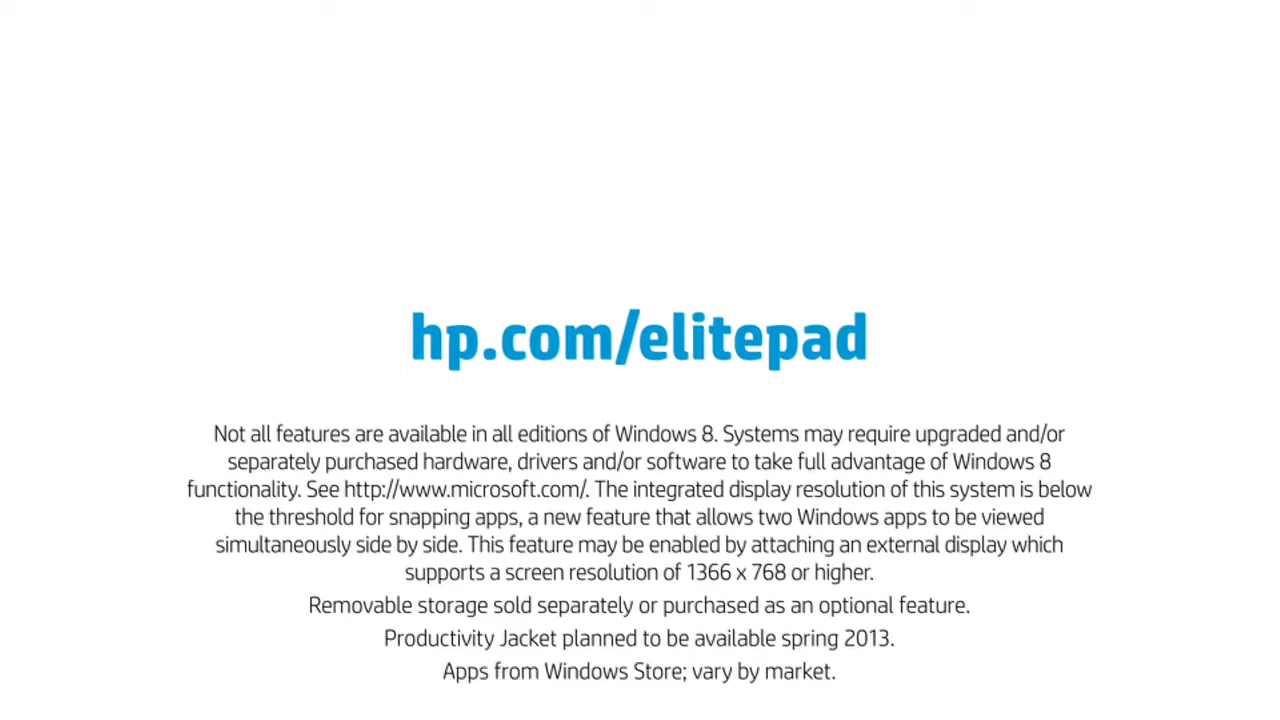 hp.com/elitepad
Not all features are available in all editions of Windows 8. Systems may require upgraded and/or
separately purchased hardware, drivers and/or software to take full advantage of Windows 8
functionality. See http://www.microsoft.com/. The integrated display resolution of this system is below
the threshold for snapping apps, a new feature that allows two Windows apps to be viewed
simultaneously side by side. This feature may be enabled by attaching an external display which
supports a screen resolution of 1366 x 768 or higher.
Removable storage sold separately or purchased as an optional feature.
Productivity Jacket planned to be available spring 2013.
Apps from Windows Store; vary by market.